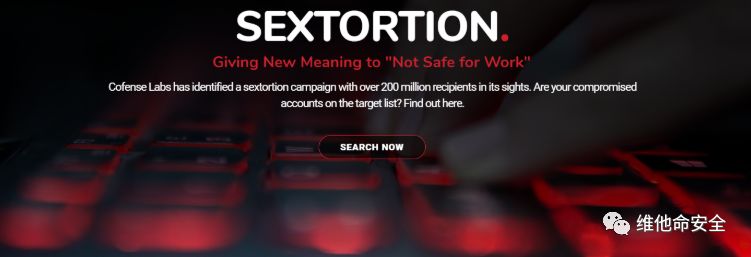 SEXTORTION.
Giving New Meaning to "Not Safe for Work"
Cofense Labs has identified a sextortion campaign with over 200 million recipients in its sights. Are your compromised
accounts on the target list? Find out here.
SEARCH NOW
维他命安全